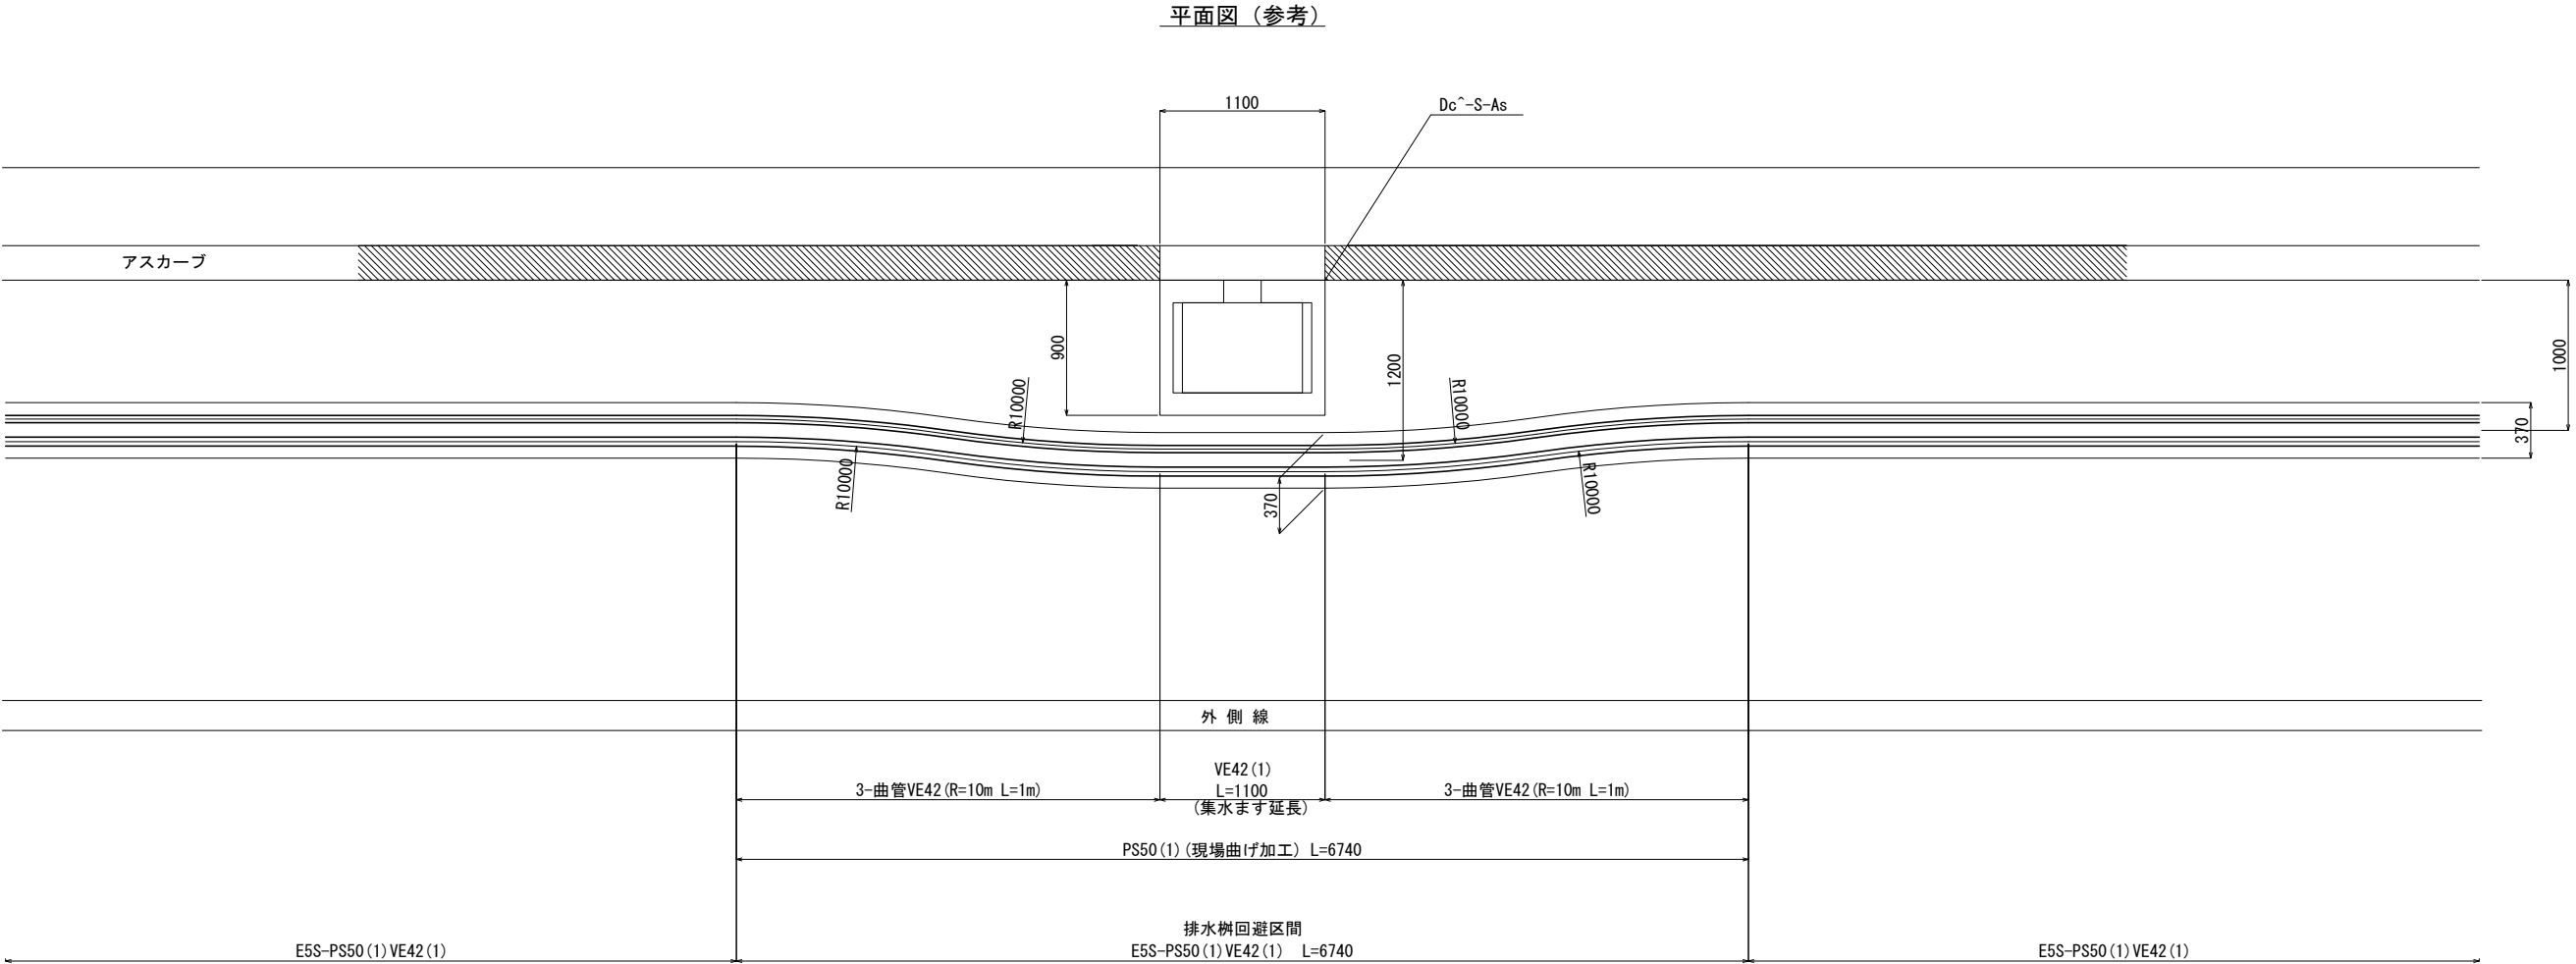 平面図（参考）
1100
Dc^-S-As
アスカーブ
900
1200
1000
R10000
R10000
370
R10000
R10000
370
外 側 線
3-曲管VE42(R=10m L=1m)
VE42(1)
L=1100
(集水ます延長)
3-曲管VE42(R=10m L=1m)
PS50(1)(現場曲げ加工) L=6740
排水桝回避区間
E5S-PS50(1)VE42(1)
E5S-PS50(1)VE42(1) L=6740
E5S-PS50(1)VE42(1)